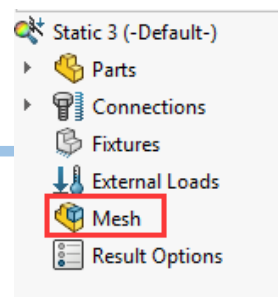 Static 3 (-Default-)
Parts
Connections
Fixtures
External Loads
Mesh
Result Options